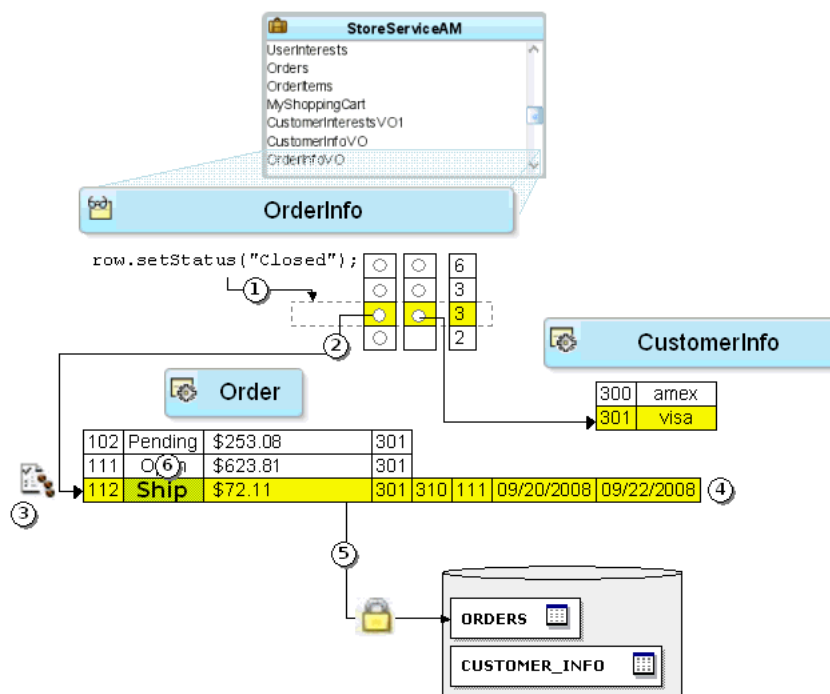 StoreServiceAM
UserInterests
Orders
OrderItems
MyShoppingCart
CustomerInterestsVO1
CustomerInfoVO
OrderInfoVO
OrderInfo
row.setStatus("Closed");
6
1
3
3
2
2
CustomerInfo
Order
300 amex
301 visa
102 Pending $253.08 301
111 6 $623.81 301
112 Ship $72.11 301 310 111 09/20/2008 09/22/2008 4
3
5
ORDERS
CUSTOMER_INFO